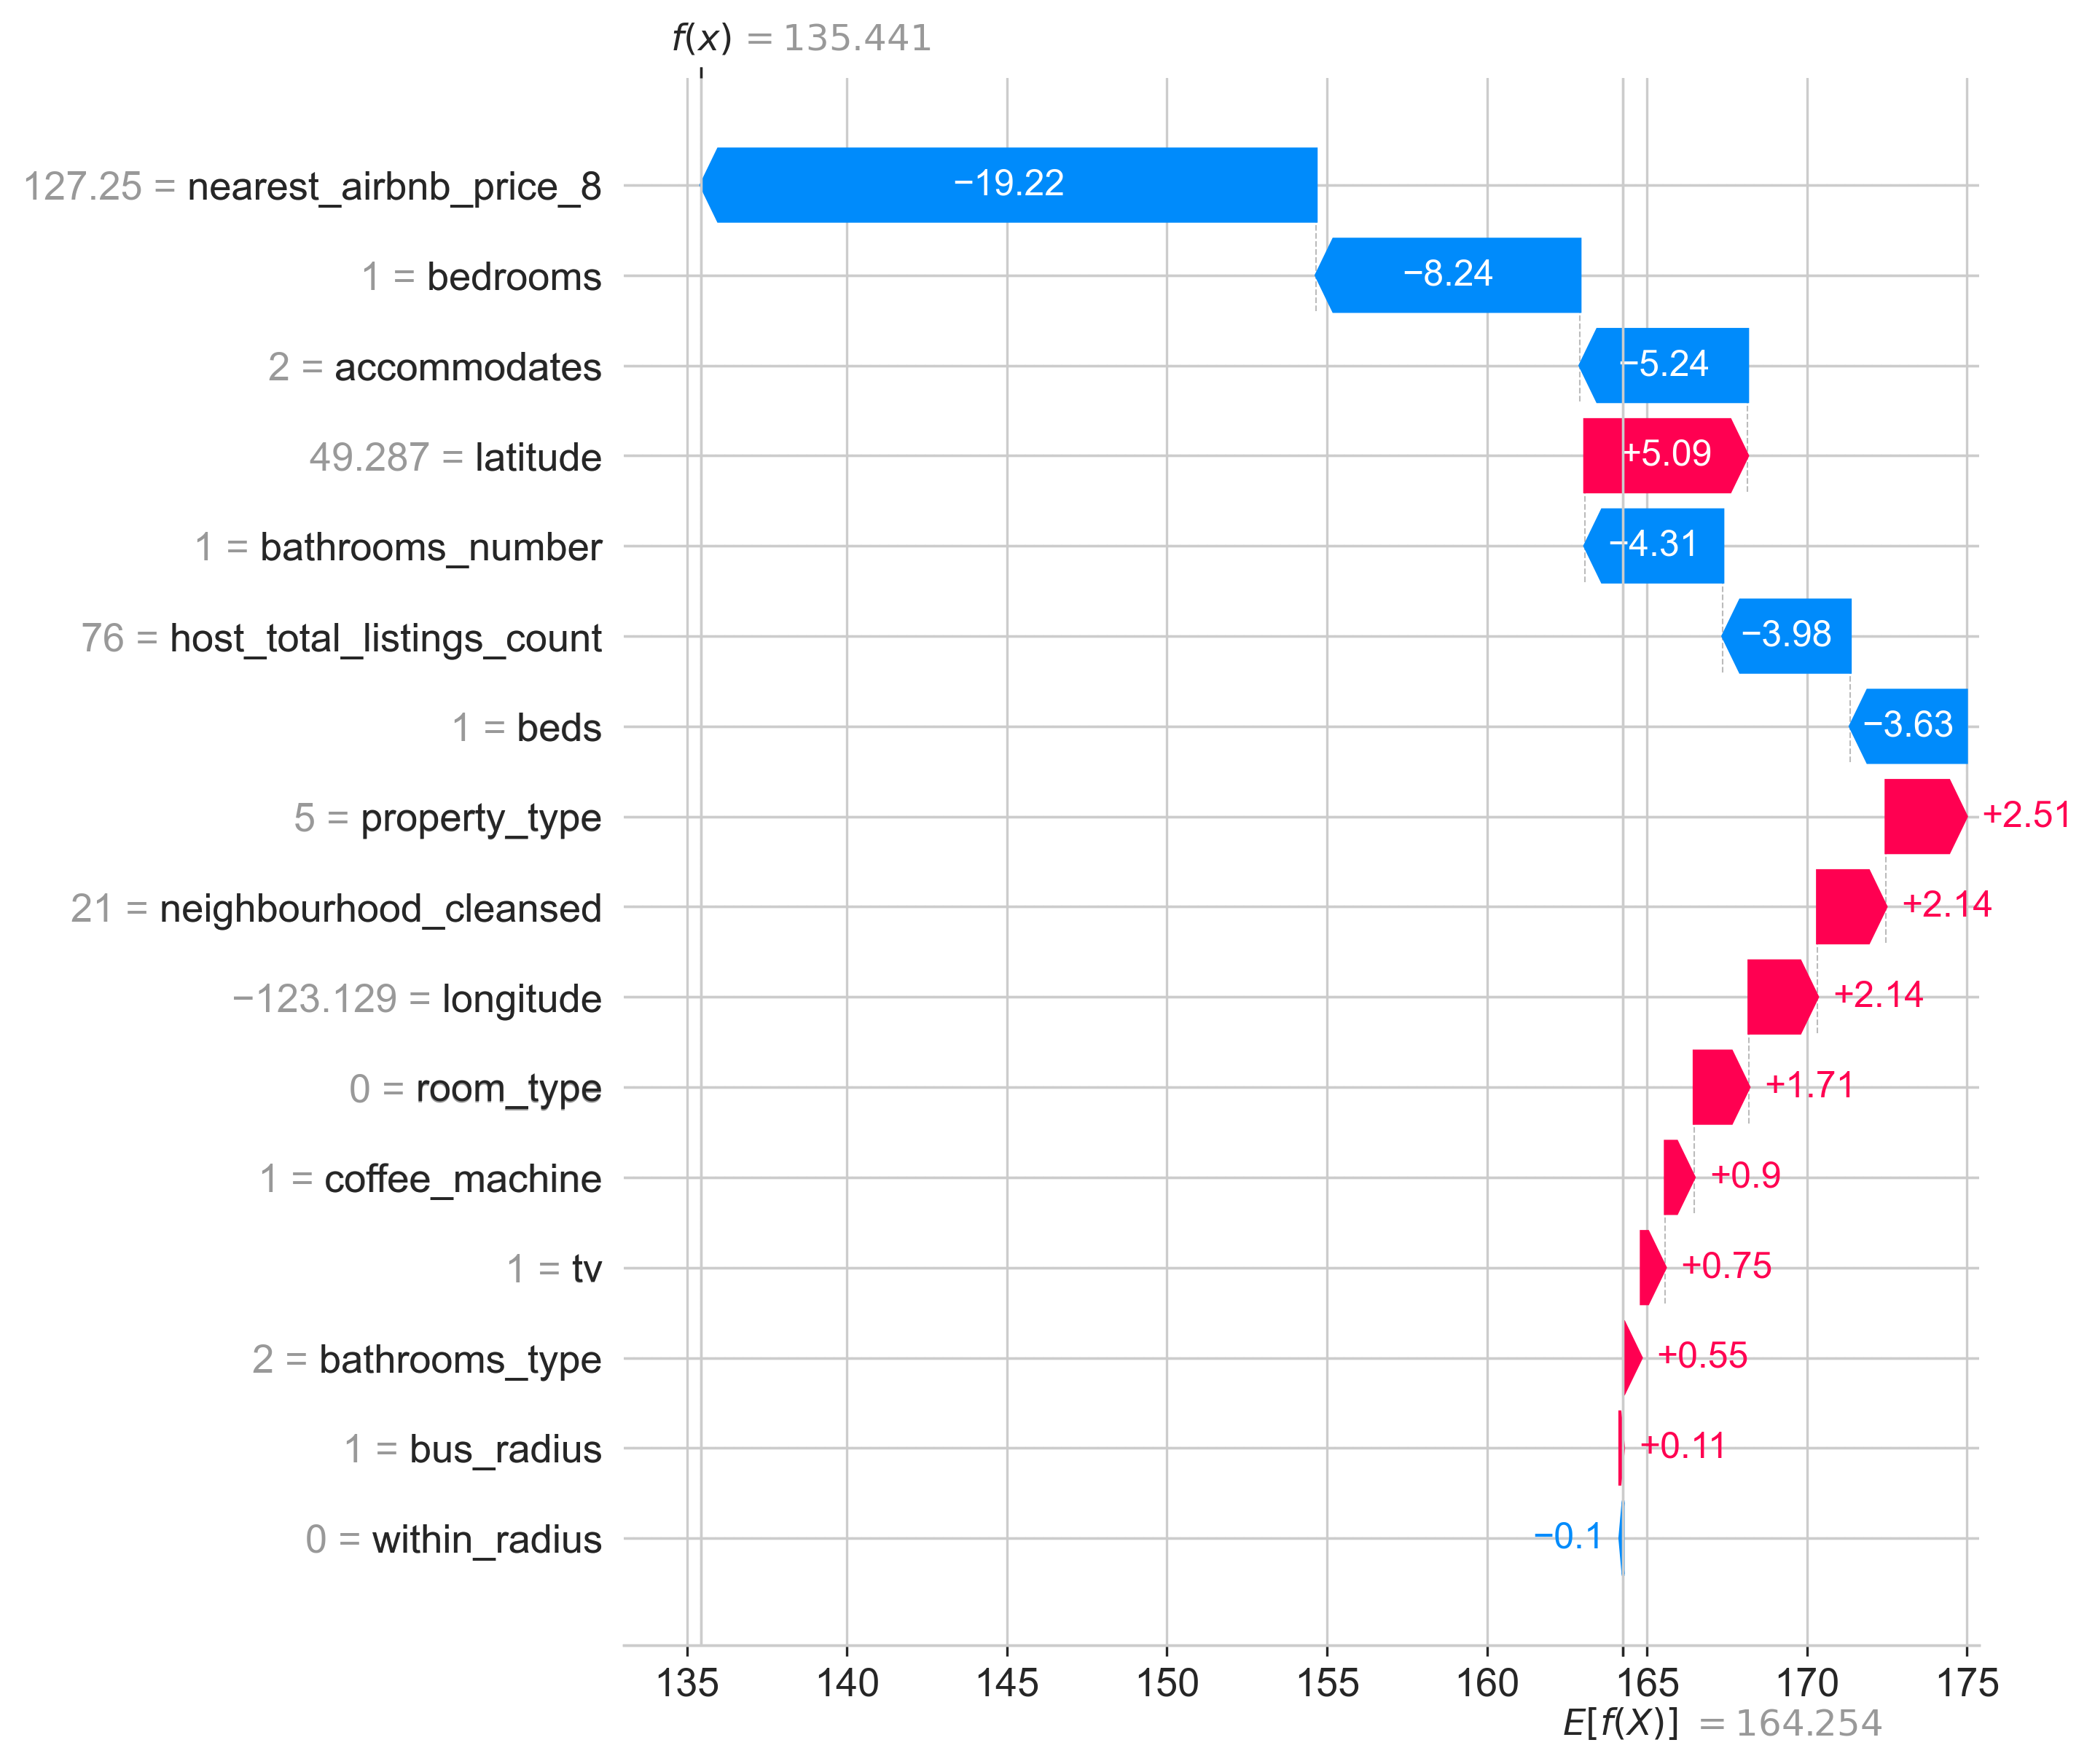 f(x) = 135.441
127.25 = nearest_airbnb_price_8 −19.22
1 = bedrooms −8.24
2 = accommodates −5.24
49.287 = latitude +5.09
1 = bathrooms_number −4.31
76 = host_total_listings_count −3.98
1 = beds −3.63
5 = property_type +2.51
21 = neighbourhood_cleansed +2.14
−123.129 = longitude +2.14
0 = room_type +1.71
1 = coffee_machine +0.9
1 = tv +0.75
2 = bathrooms_type +0.55
1 = bus_radius +0.11
0 = within_radius −0.1
135 140 145 150 155 160 165 170 175
E[f(X)] = 164.254